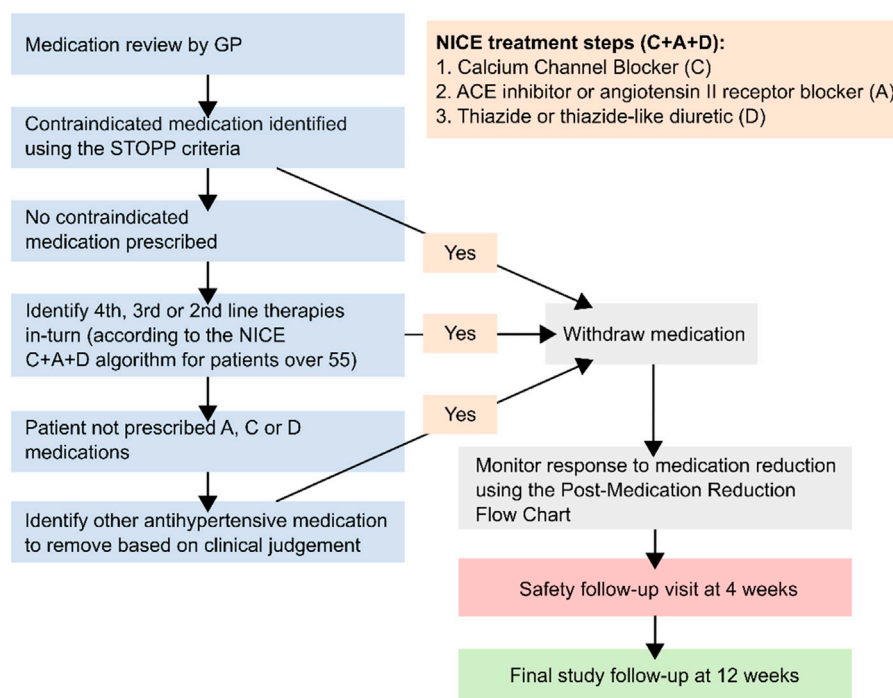 Medication review by GP
NICE treatment steps (C+A+D):
1. Calcium Channel Blocker (C)
2. ACE inhibitor or angiotensin II receptor blocker (A)
3. Thiazide or thiazide-like diuretic (D)
Contraindicated medication identified
using the STOPP criteria
No contraindicated
medication prescribed
Yes
Identify 4th, 3rd or 2nd line therapies
in-turn (according to the NICE
C+A+D algorithm for patients over 55)
Yes
Withdraw medication
Patient not prescribed A, C or D
medications
Yes
Identify other antihypertensive medication
to remove based on clinical judgement
Monitor response to medication reduction
using the Post-Medication Reduction
Flow Chart
Safety follow-up visit at 4 weeks
Final study follow-up at 12 weeks